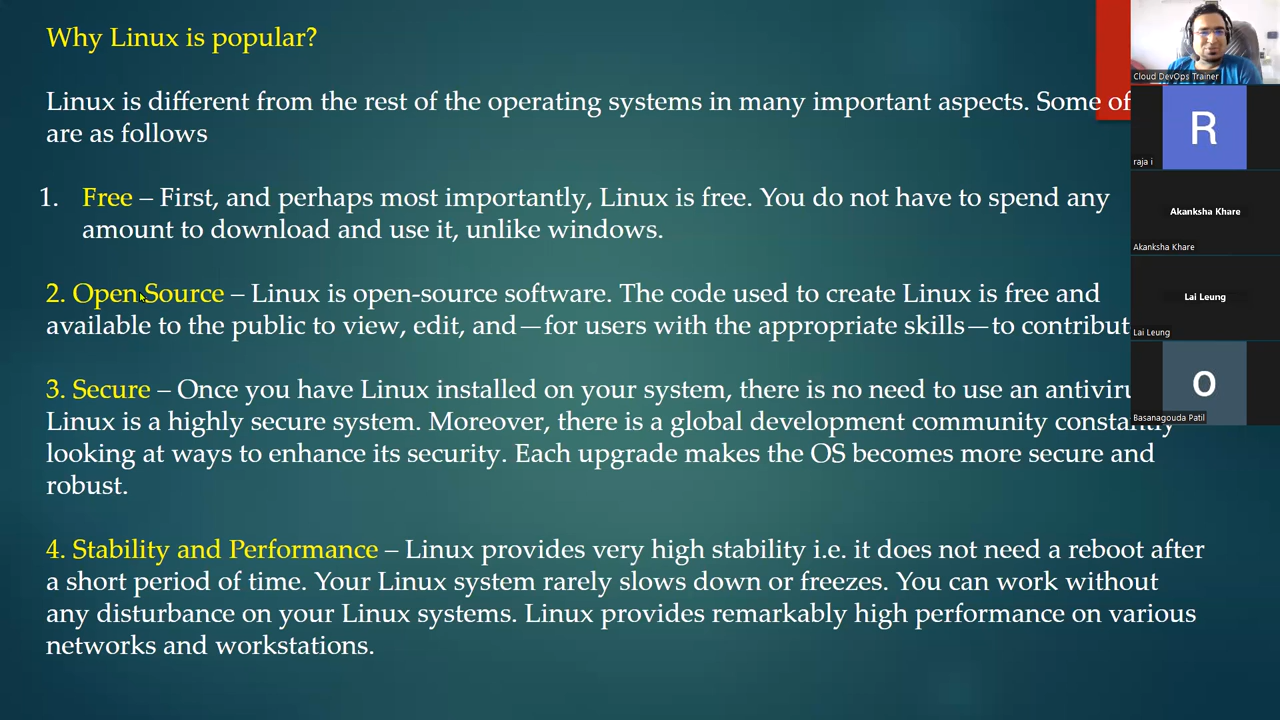 Why Linux is popular?
Linux is different from the rest of the operating systems in many important aspects. Some of
are as follows
1. Free – First, and perhaps most importantly, Linux is free. You do not have to spend any
amount to download and use it, unlike windows.
2. Open Source – Linux is open-source software. The code used to create Linux is free and
available to the public to view, edit, and—for users with the appropriate skills—to contribut
3. Secure – Once you have Linux installed on your system, there is no need to use an antiviru
Linux is a highly secure system. Moreover, there is a global development community constantly
looking at ways to enhance its security. Each upgrade makes the OS becomes more secure and
robust.
4. Stability and Performance – Linux provides very high stability i.e. it does not need a reboot after
a short period of time. Your Linux system rarely slows down or freezes. You can work without
any disturbance on your Linux systems. Linux provides remarkably high performance on various
networks and workstations.
Cloud DevOps Trainer
R
raja i
Akanksha Khare
Akanksha Khare
Lai Leung
Lai Leung
O
Basanagouda Patil